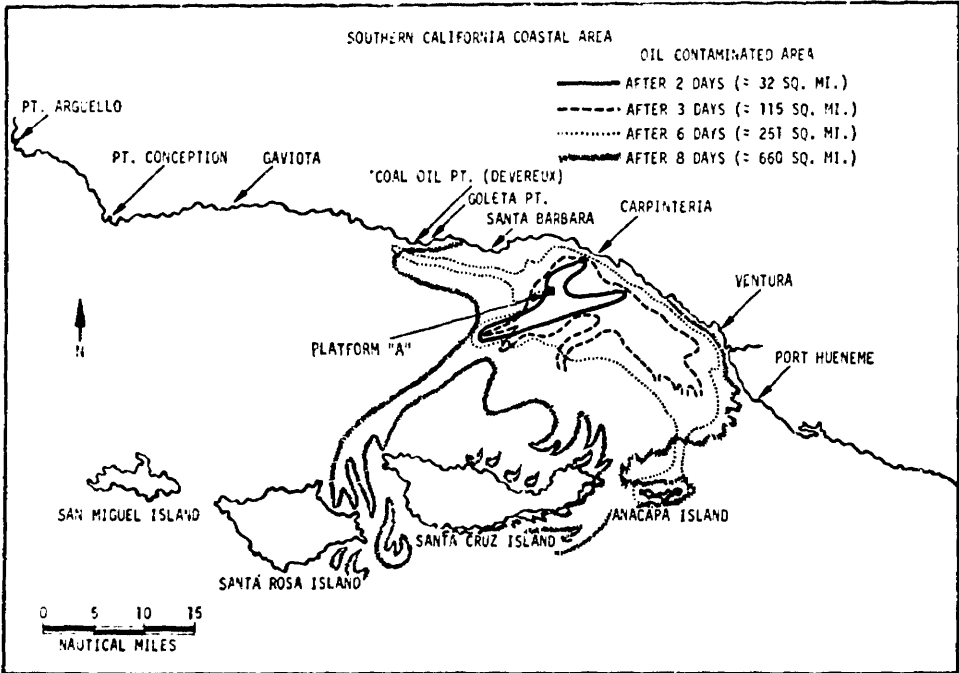 SOUTHERN CALIFORNIA COASTAL AREA
OIL CONTAMINATED AREA
AFTER 2 DAYS (≈ 32 SQ. MI.)
AFTER 3 DAYS (≈ 115 SQ. MI.)
AFTER 6 DAYS (≈ 251 SQ. MI.)
AFTER 8 DAYS (≈ 660 SQ. MI.)
PT. ARGUELLO
PT. CONCEPTION
GAVIOTA
COAL OIL PT. (DEVEREUX)
GOLETA PT.
SANTA BARBARA
CARPINTERIA
VENTURA
N
PLATFORM "A"
PORT HUENEME
SAN MIGUEL ISLAND
SANTA ROSA ISLAND
SANTA CRUZ ISLAND
ANACAPA ISLAND
0 5 10 15
NAUTICAL MILES